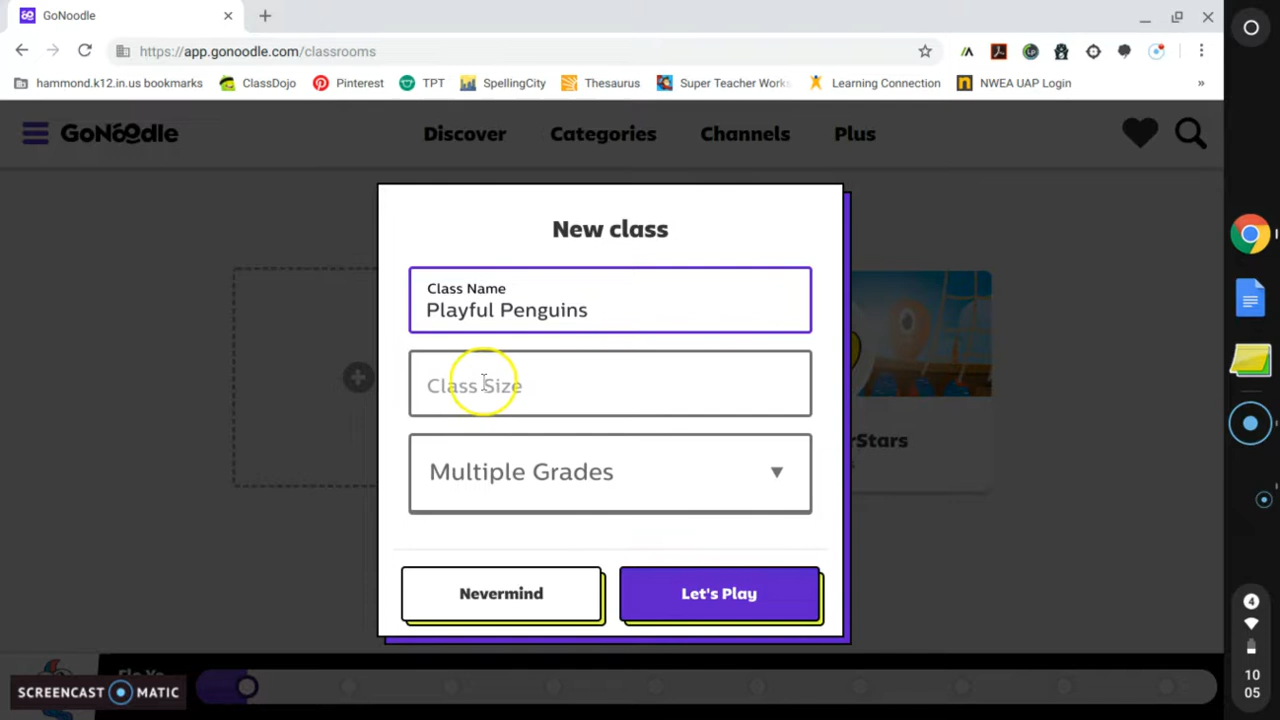 GoNoodle
https://app.gonoodle.com/classrooms
hammond.k12.in.us bookmarks
ClassDojo
Pinterest
TPT
SpellingCity
Thesaurus
Super Teacher Works
Learning Connection
NWEA UAP Login
»
GoNoodle
Discover
Categories
Channels
Plus
New class
Class Name
Playful Penguins
Class Size
Multiple Grades
Nevermind
Let's Play
rStars
SCREENCAST MATIC
4
10
05